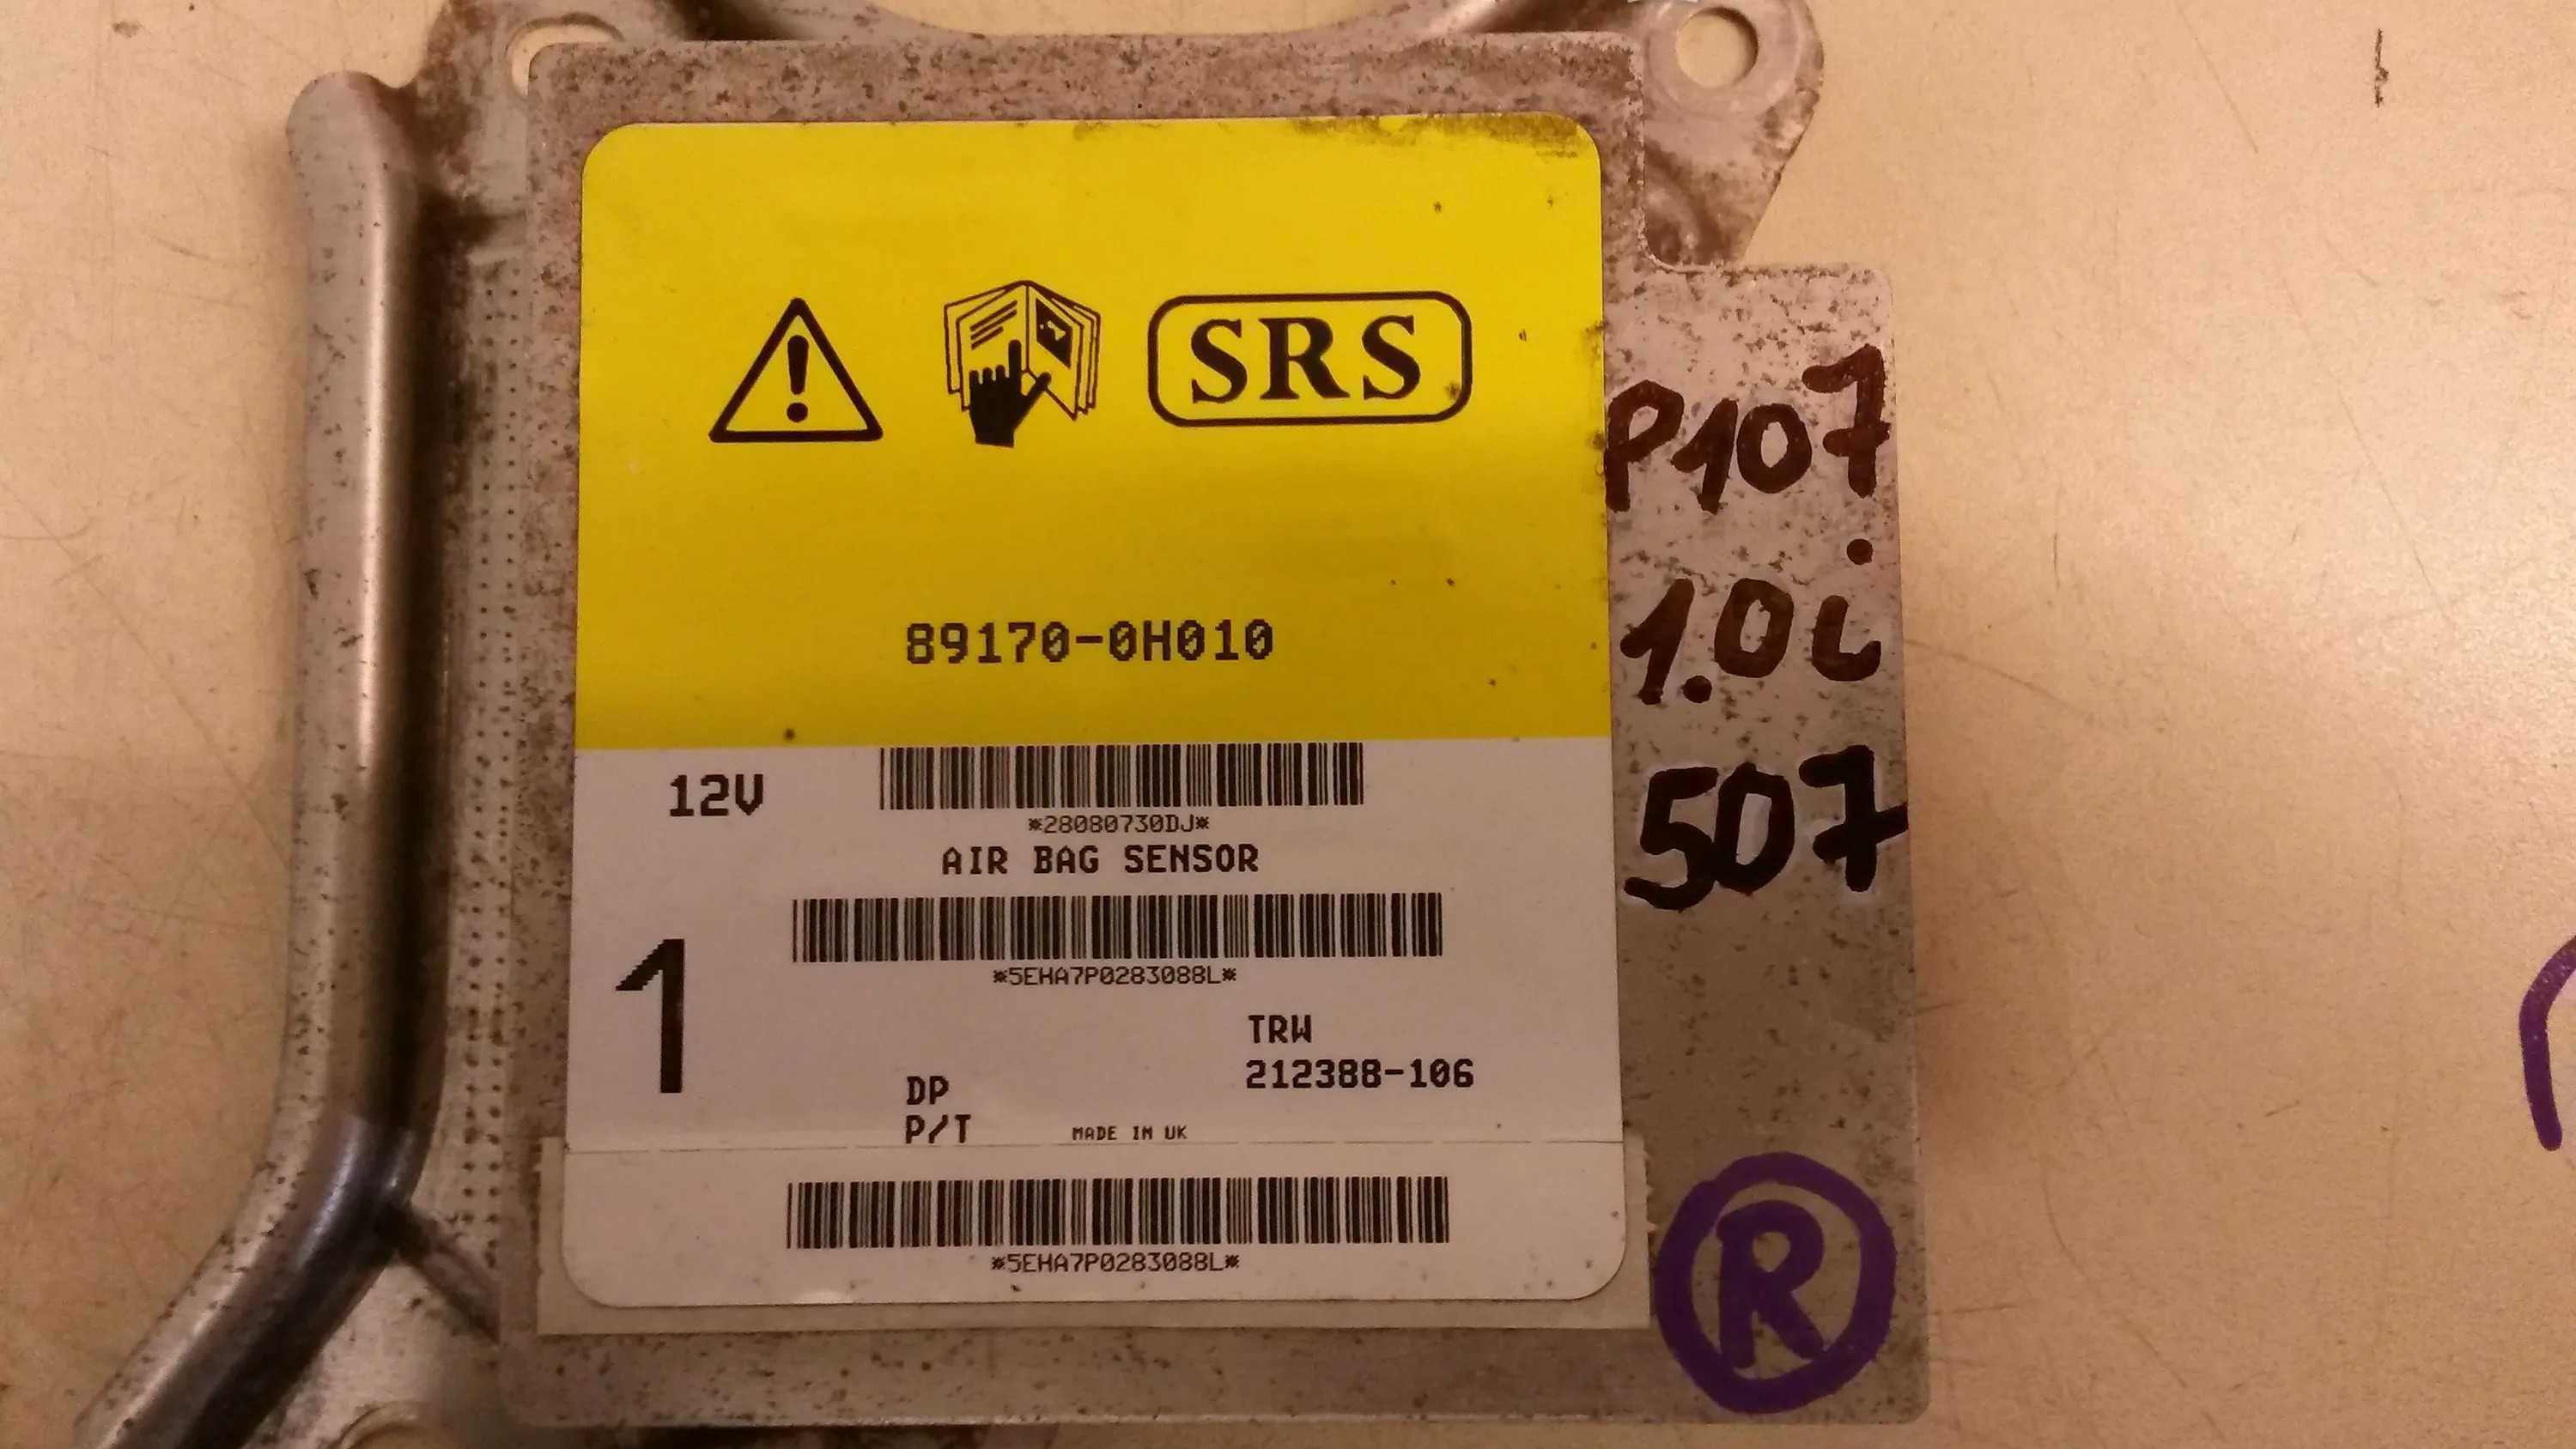 SRS
P107
1.0i
507
89170-0H010
12V
*28080730DJ*
AIR BAG SENSOR
*5EHA7P0283088L*
1
TRW
212388-106
DP
P/T
MADE IN UK
*5EHA7P0283088L*
R